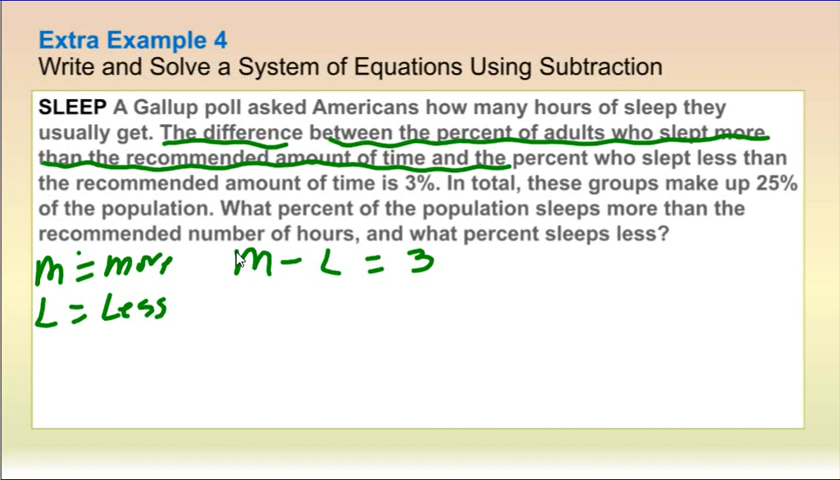 Extra Example 4
Write and Solve a System of Equations Using Subtraction
SLEEP A Gallup poll asked Americans how many hours of sleep they
usually get. The difference between the percent of adults who slept more
than the recommended amount of time and the percent who slept less than
the recommended amount of time is 3%. In total, these groups make up 25%
of the population. What percent of the population sleeps more than the
recommended number of hours, and what percent sleeps less?
m = more M - L = 3
L = Less